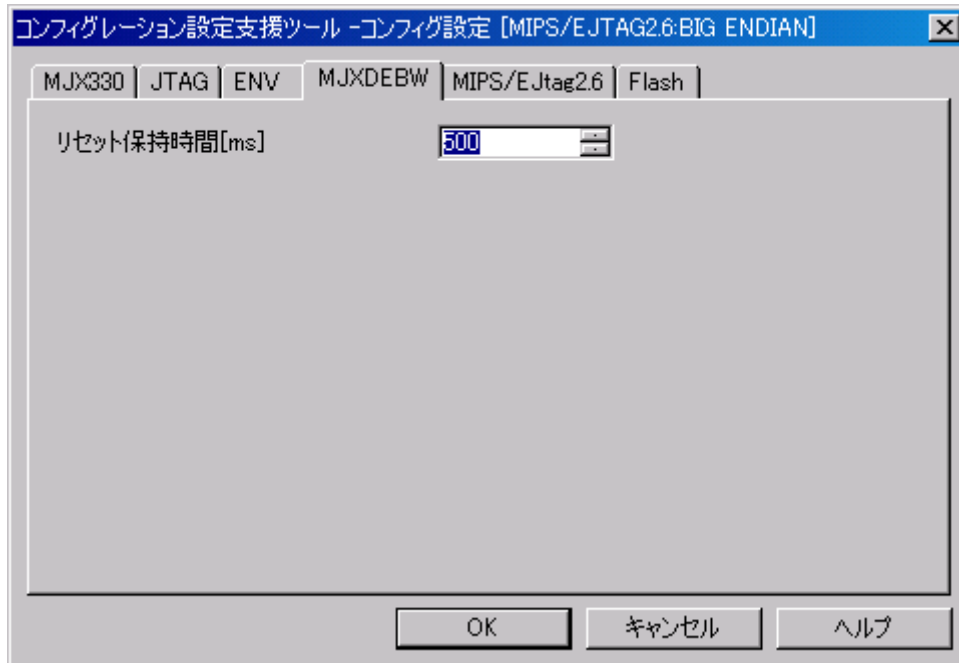 コンフィグレーション設定支援ツール -コンフィグ設定 [MIPS/EJTAG2.6:BIG ENDIAN]
MJX330 JTAG ENV MJXDEBW MIPS/EJtag2.6 Flash
リセット保持時間[ms] 500
OK キャンセル ヘルプ